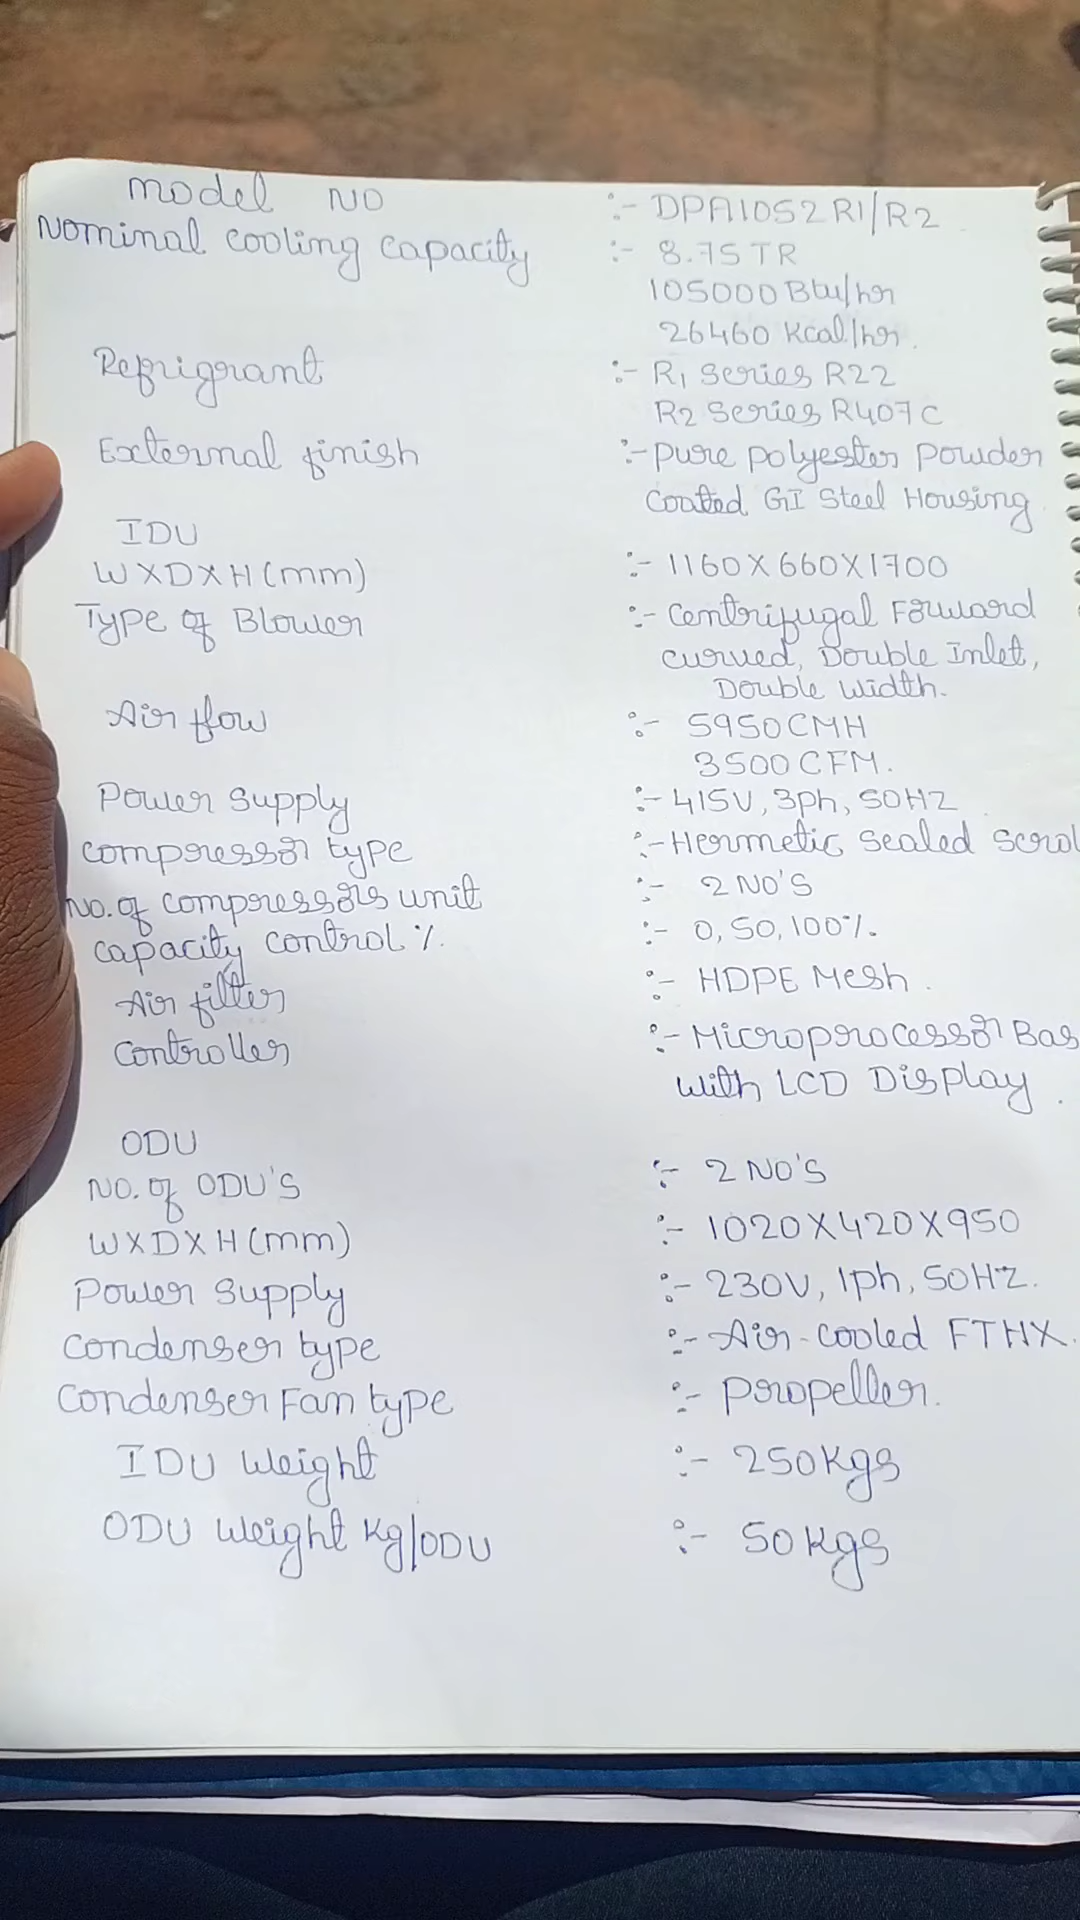 model NO :- DPA1052R1/R2
Nominal cooling capacity :- 8.75TR
105000 Btu/hr
26460 Kcal/hr.
Refrigrant :- R1 series R22
R2 Series R407C
External finish :- pure polyester powder
Coated GI Steel Housing
IDU
WXDXH(mm) :- 1160X660X1700
Type of Blower :- Centrifugal Forward
curved, Double Inlet,
Double width.
Air flow :- 5950CMH
3500CFM.
Power supply :- 415V, 3ph, 50HZ
compressor type :- Hermetic sealed scrol
NO. of compressors unit :- 2 NO'S
capacity control % :- 0, 50, 100%.
Air filter :- HDPE Mesh.
controller :- Microprocessor Bas
with LCD Display.
ODU
NO. of ODU'S :- 2 NO'S
WXDXH(mm) :- 1020X420X950
Power supply :- 230V, 1ph, 50HZ.
condenser type :- Air-cooled FTHX.
Condenser Fan type :- propeller.
IDU weight :- 250kgs
ODU weight Kg/ODU :- 50kgs